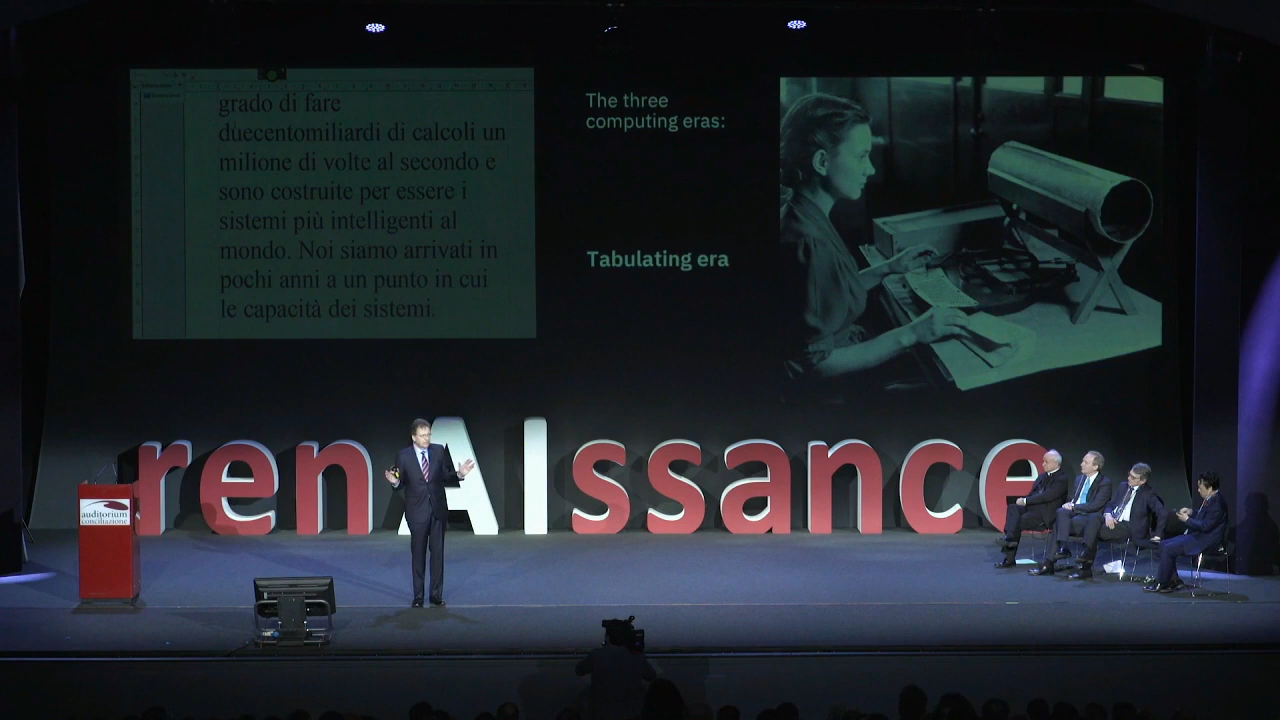 grado di fare
duecentomiliardi di calcoli un
milione di volte al secondo e
sono costruite per essere i
sistemi più intelligenti al
mondo. Noi siamo arrivati in
pochi anni a un punto in cui
le capacità dei sistemi.
The three
computing eras:
Tabulating era
renAIssance
auditorium
conciliazione